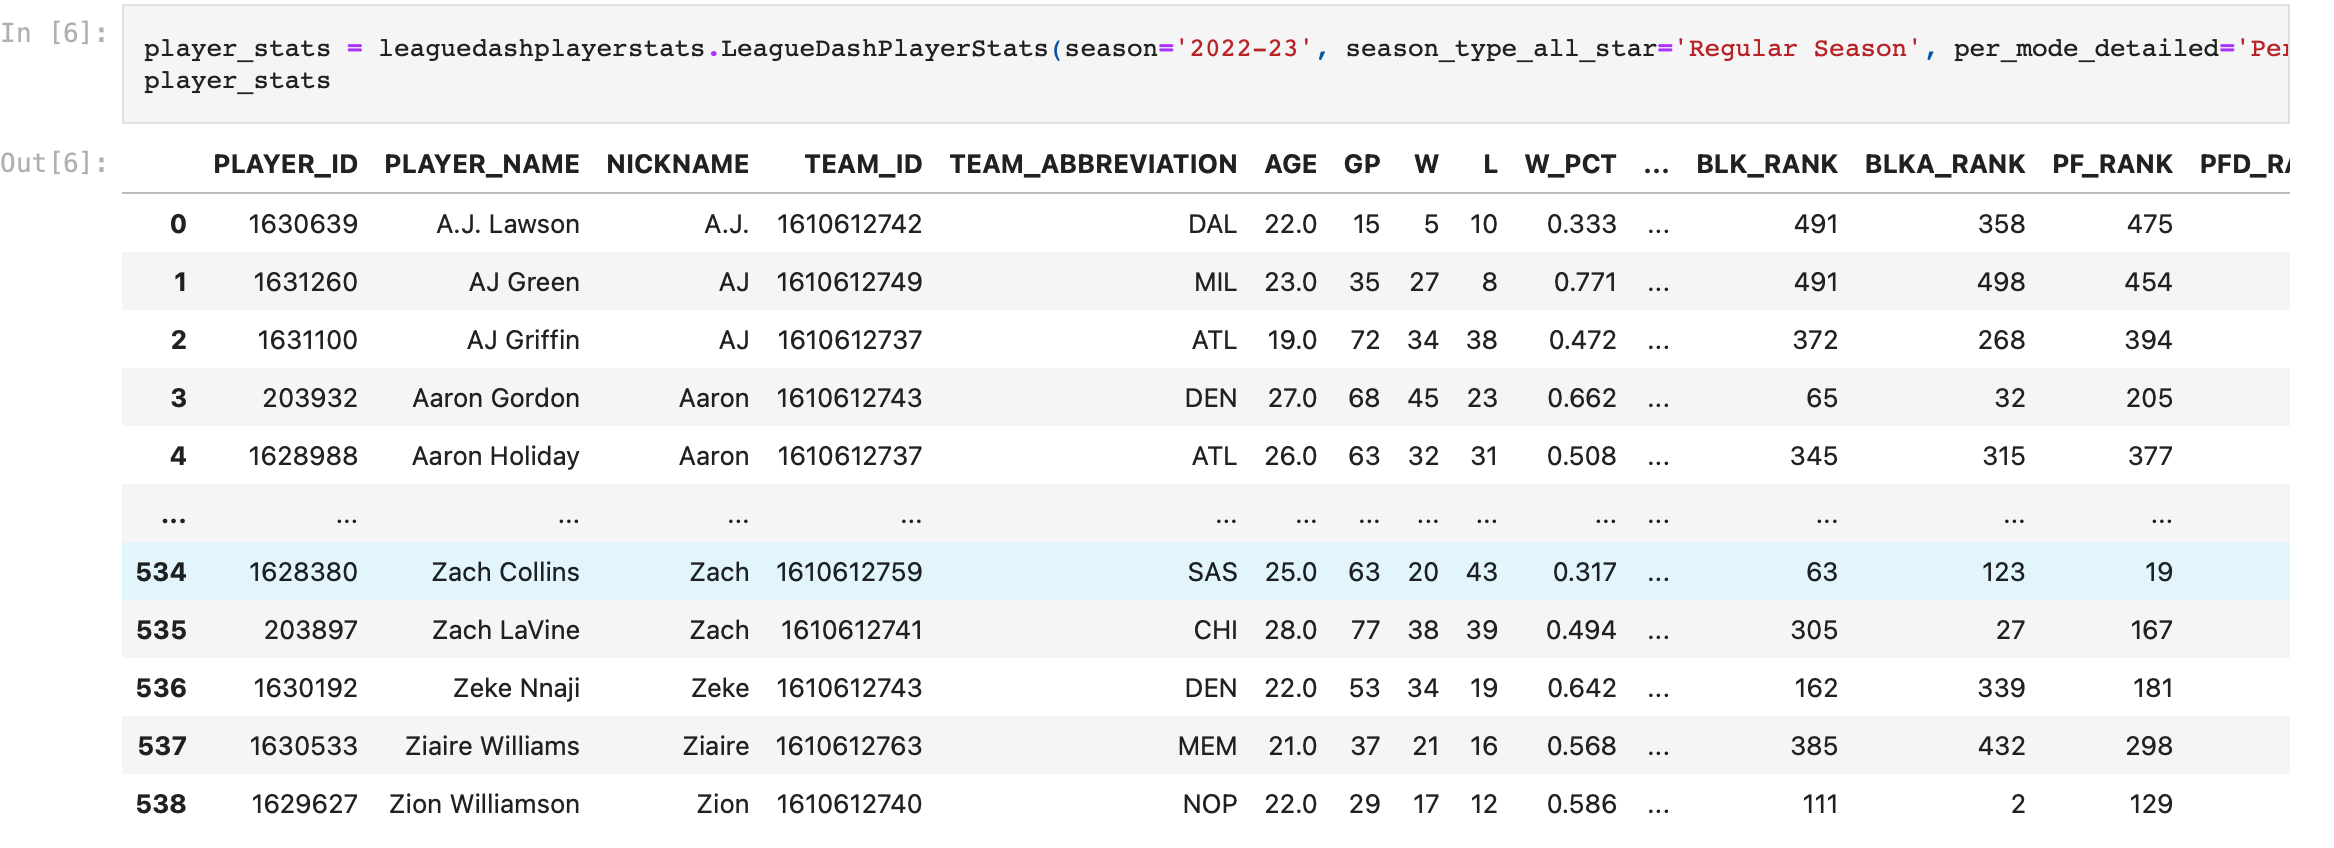 In [6]:
player_stats = leaguedashplayerstats.LeagueDashPlayerStats(season='2022-23', season_type_all_star='Regular Season', per_mode_detailed='Per
player_stats
Out[6]:
PLAYER_ID PLAYER_NAME NICKNAME TEAM_ID TEAM_ABBREVIATION AGE GP W L W_PCT ... BLK_RANK BLKA_RANK PF_RANK PFD_RA
0 1630639 A.J. Lawson A.J. 1610612742 DAL 22.0 15 5 10 0.333 ... 491 358 475
1 1631260 AJ Green AJ 1610612749 MIL 23.0 35 27 8 0.771 ... 491 498 454
2 1631100 AJ Griffin AJ 1610612737 ATL 19.0 72 34 38 0.472 ... 372 268 394
3 203932 Aaron Gordon Aaron 1610612743 DEN 27.0 68 45 23 0.662 ... 65 32 205
4 1628988 Aaron Holiday Aaron 1610612737 ATL 26.0 63 32 31 0.508 ... 345 315 377
... ... ... ... ... ... ... ... ... ... ... ... ... ... ...
534 1628380 Zach Collins Zach 1610612759 SAS 25.0 63 20 43 0.317 ... 63 123 19
535 203897 Zach LaVine Zach 1610612741 CHI 28.0 77 38 39 0.494 ... 305 27 167
536 1630192 Zeke Nnaji Zeke 1610612743 DEN 22.0 53 34 19 0.642 ... 162 339 181
537 1630533 Ziaire Williams Ziaire 1610612763 MEM 21.0 37 21 16 0.568 ... 385 432 298
538 1629627 Zion Williamson Zion 1610612740 NOP 22.0 29 17 12 0.586 ... 111 2 129